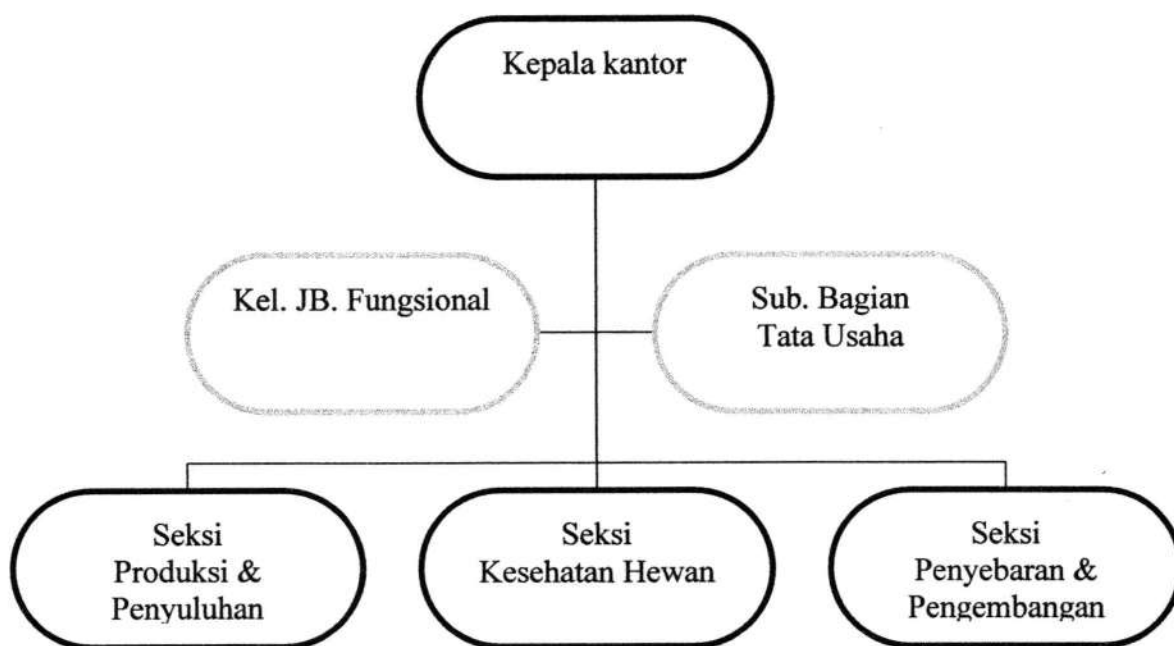 Kepala kantor
Kel. JB. Fungsional
Sub. Bagian
Tata Usaha
Seksi
Produksi &
Penyuluhan
Seksi
Kesehatan Hewan
Seksi
Penyebaran &
Pengembangan